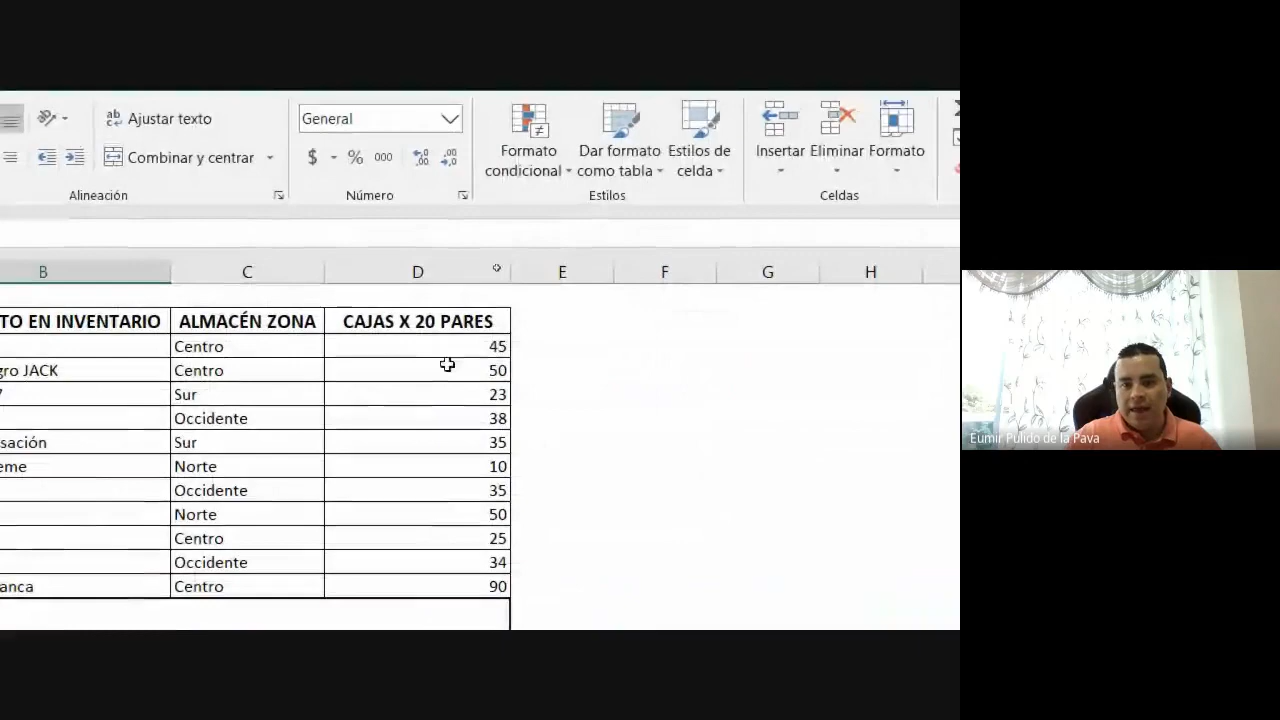 Ajustar texto
General
Combinar y centrar
$ % 000
Formato condicional
Dar formato como tabla
Estilos de celda
Insertar Eliminar Formato
Alineación Número Estilos Celdas
B C D E F G H
TO EN INVENTARIO ALMACÉN ZONA CAJAS X 20 PARES
Centro 45
gro JACK Centro 50
7 Sur 23
Occidente 38
sación Sur 35
eme Norte 10
Occidente 35
Norte 50
Centro 25
Occidente 34
anca Centro 90
Eumir Pulido de la Pava